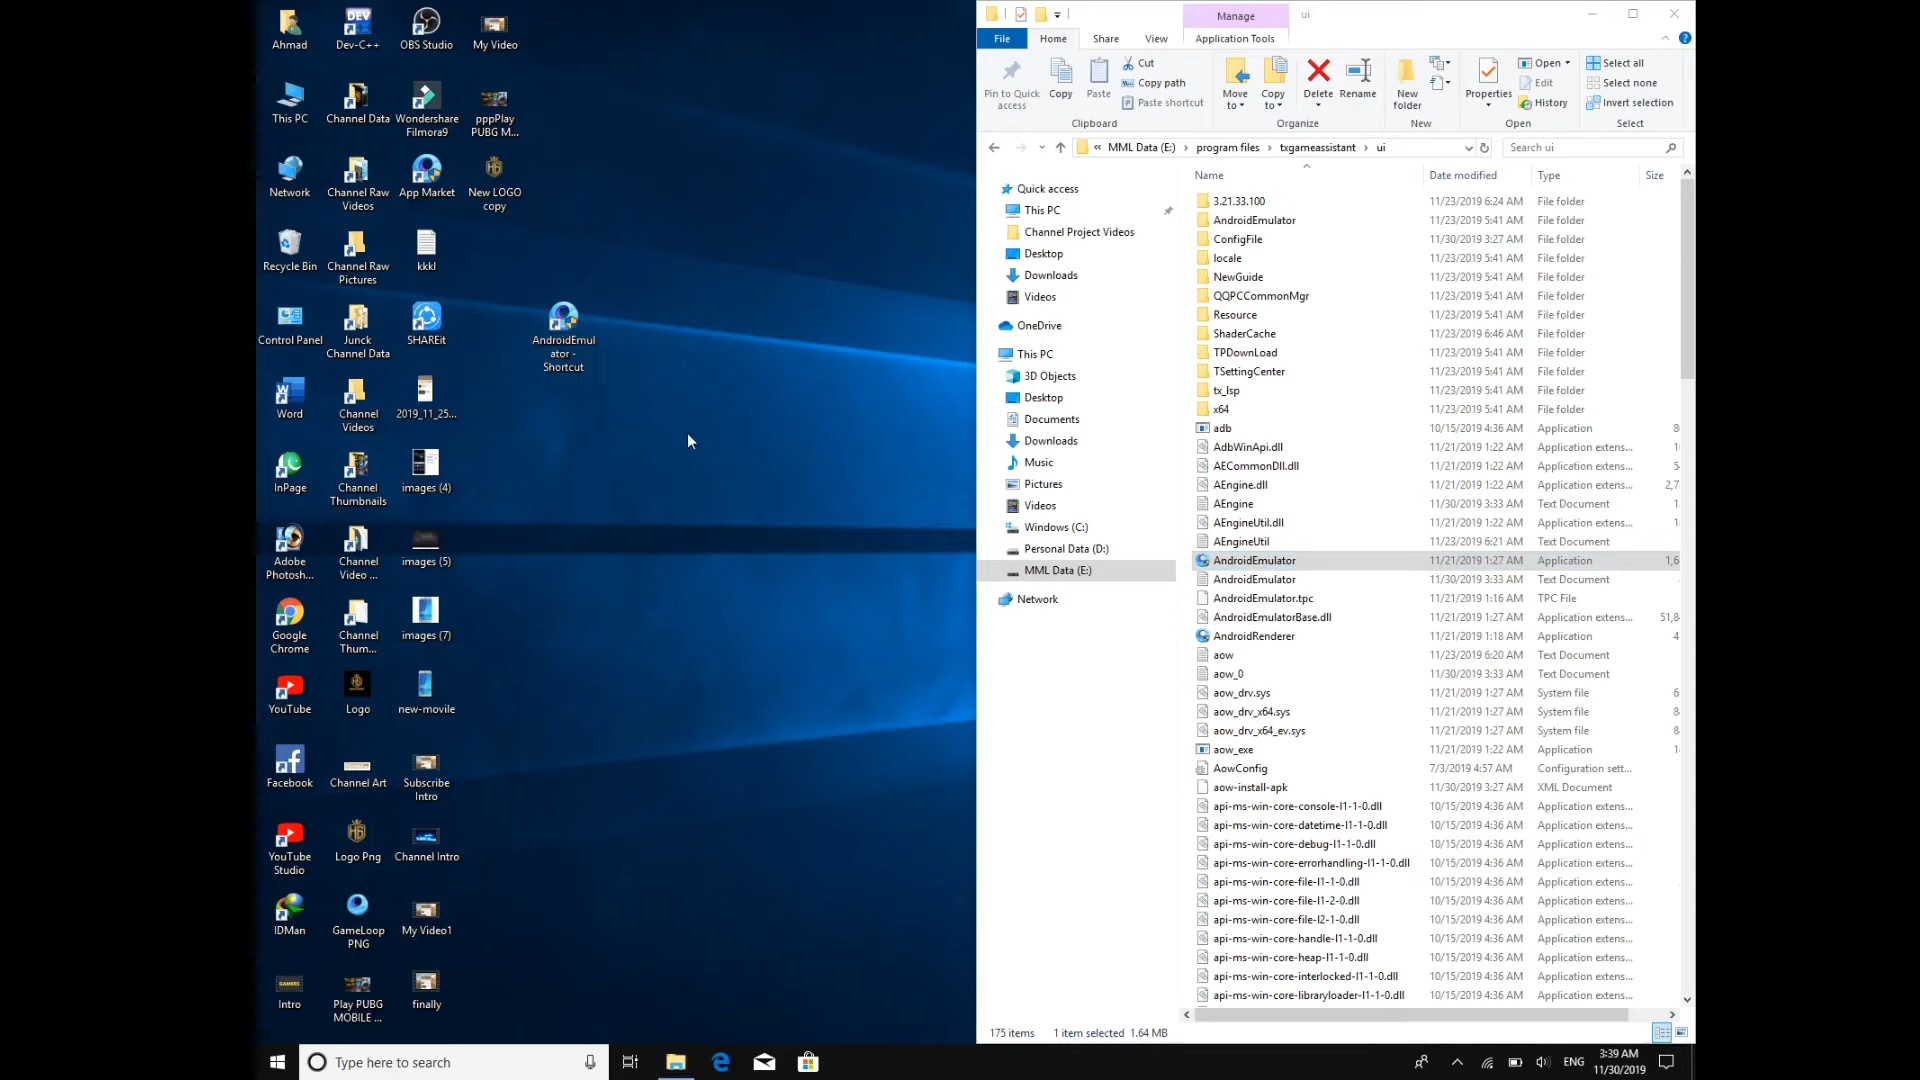 Ahmad
Dev-C++
OBS Studio
My Video
This PC
Channel Data
Wondershare
Filmora9
pppPlay
PUBG M...
Network
Channel Raw
Videos
App Market
New LOGO
copy
Recycle Bin
Channel Raw
Pictures
kkkl
Control Panel
Junck
Channel Data
SHAREit
AndroidEmul
ator -
Shortcut
Word
Channel
Videos
2019_11_25...
InPage
Channel
Thumbnails
images (4)
Adobe
Photosh...
Channel
Video ...
images (5)
Google
Chrome
Channel
Thum...
images (7)
YouTube
Logo
new-movile
Facebook
Channel Art
Subscribe
Intro
YouTube
Studio
Logo Png
Channel Intro
IDMan
GameLoop
PNG
My Video1
Intro
Play PUBG
MOBILE ...
finally
Manage
ui
File
Home
Share
View
Application Tools
Pin to Quick
access
Copy
Paste
Cut
Copy path
Paste shortcut
Clipboard
Move
to
Copy
to
Delete
Rename
Organize
New
folder
New
Properties
Open
Edit
History
Open
Select all
Select none
Invert selection
Select
« MML Data (E:) › program files › txgameassistant › ui
Search ui
Quick access
This PC
Channel Project Videos
Desktop
Downloads
Videos
OneDrive
This PC
3D Objects
Desktop
Documents
Downloads
Music
Pictures
Videos
Windows (C:)
Personal Data (D:)
MML Data (E:)
Network
Name Date modified Type Size
3.21.33.100 11/23/2019 6:24 AM File folder
AndroidEmulator 11/23/2019 5:41 AM File folder
ConfigFile 11/30/2019 3:27 AM File folder
locale 11/23/2019 5:41 AM File folder
NewGuide 11/23/2019 5:41 AM File folder
QQPCCommonMgr 11/23/2019 5:41 AM File folder
Resource 11/23/2019 5:41 AM File folder
ShaderCache 11/23/2019 6:46 AM File folder
TPDownLoad 11/23/2019 5:41 AM File folder
TSettingCenter 11/23/2019 5:41 AM File folder
tx_lsp 11/23/2019 5:41 AM File folder
x64 11/23/2019 5:41 AM File folder
adb 10/15/2019 4:36 AM Application 8
AdbWinApi.dll 11/21/2019 1:22 AM Application extens... 1
AECommonDll.dll 11/21/2019 1:22 AM Application extens... 5
AEngine.dll 11/21/2019 1:22 AM Application extens... 2,7
AEngine 11/30/2019 3:33 AM Text Document 1
AEngineUtil.dll 11/21/2019 1:22 AM Application extens... 1
AEngineUtil 11/23/2019 6:21 AM Text Document
AndroidEmulator 11/21/2019 1:27 AM Application 1,6
AndroidEmulator 11/30/2019 3:33 AM Text Document
AndroidEmulator.tpc 11/21/2019 1:16 AM TPC File
AndroidEmulatorBase.dll 11/21/2019 1:27 AM Application extens... 51,8
AndroidRenderer 11/21/2019 1:18 AM Application 4
aow 11/23/2019 6:20 AM Text Document
aow_0 11/30/2019 3:33 AM Text Document
aow_drv.sys 11/21/2019 1:27 AM System file 6
aow_drv_x64.sys 11/21/2019 1:27 AM System file 8
aow_drv_x64_ev.sys 11/21/2019 1:27 AM System file 8
aow_exe 11/21/2019 1:22 AM Application 1
AowConfig 7/3/2019 4:57 AM Configuration sett...
aow-install-apk 11/30/2019 3:27 AM XML Document
api-ms-win-core-console-l1-1-0.dll 10/15/2019 4:36 AM Application extens...
api-ms-win-core-datetime-l1-1-0.dll 10/15/2019 4:36 AM Application extens...
api-ms-win-core-debug-l1-1-0.dll 10/15/2019 4:36 AM Application extens...
api-ms-win-core-errorhandling-l1-1-0.dll 10/15/2019 4:36 AM Application extens...
api-ms-win-core-file-l1-1-0.dll 10/15/2019 4:36 AM Application extens...
api-ms-win-core-file-l1-2-0.dll 10/15/2019 4:36 AM Application extens...
api-ms-win-core-file-l2-1-0.dll 10/15/2019 4:36 AM Application extens...
api-ms-win-core-handle-l1-1-0.dll 10/15/2019 4:36 AM Application extens...
api-ms-win-core-heap-l1-1-0.dll 10/15/2019 4:36 AM Application extens...
api-ms-win-core-interlocked-l1-1-0.dll 10/15/2019 4:36 AM Application extens...
api-ms-win-core-libraryloader-l1-1-0.dll 10/15/2019 4:36 AM Application extens...
175 items 1 item selected 1.64 MB
Type here to search
ENG
3:39 AM
11/30/2019